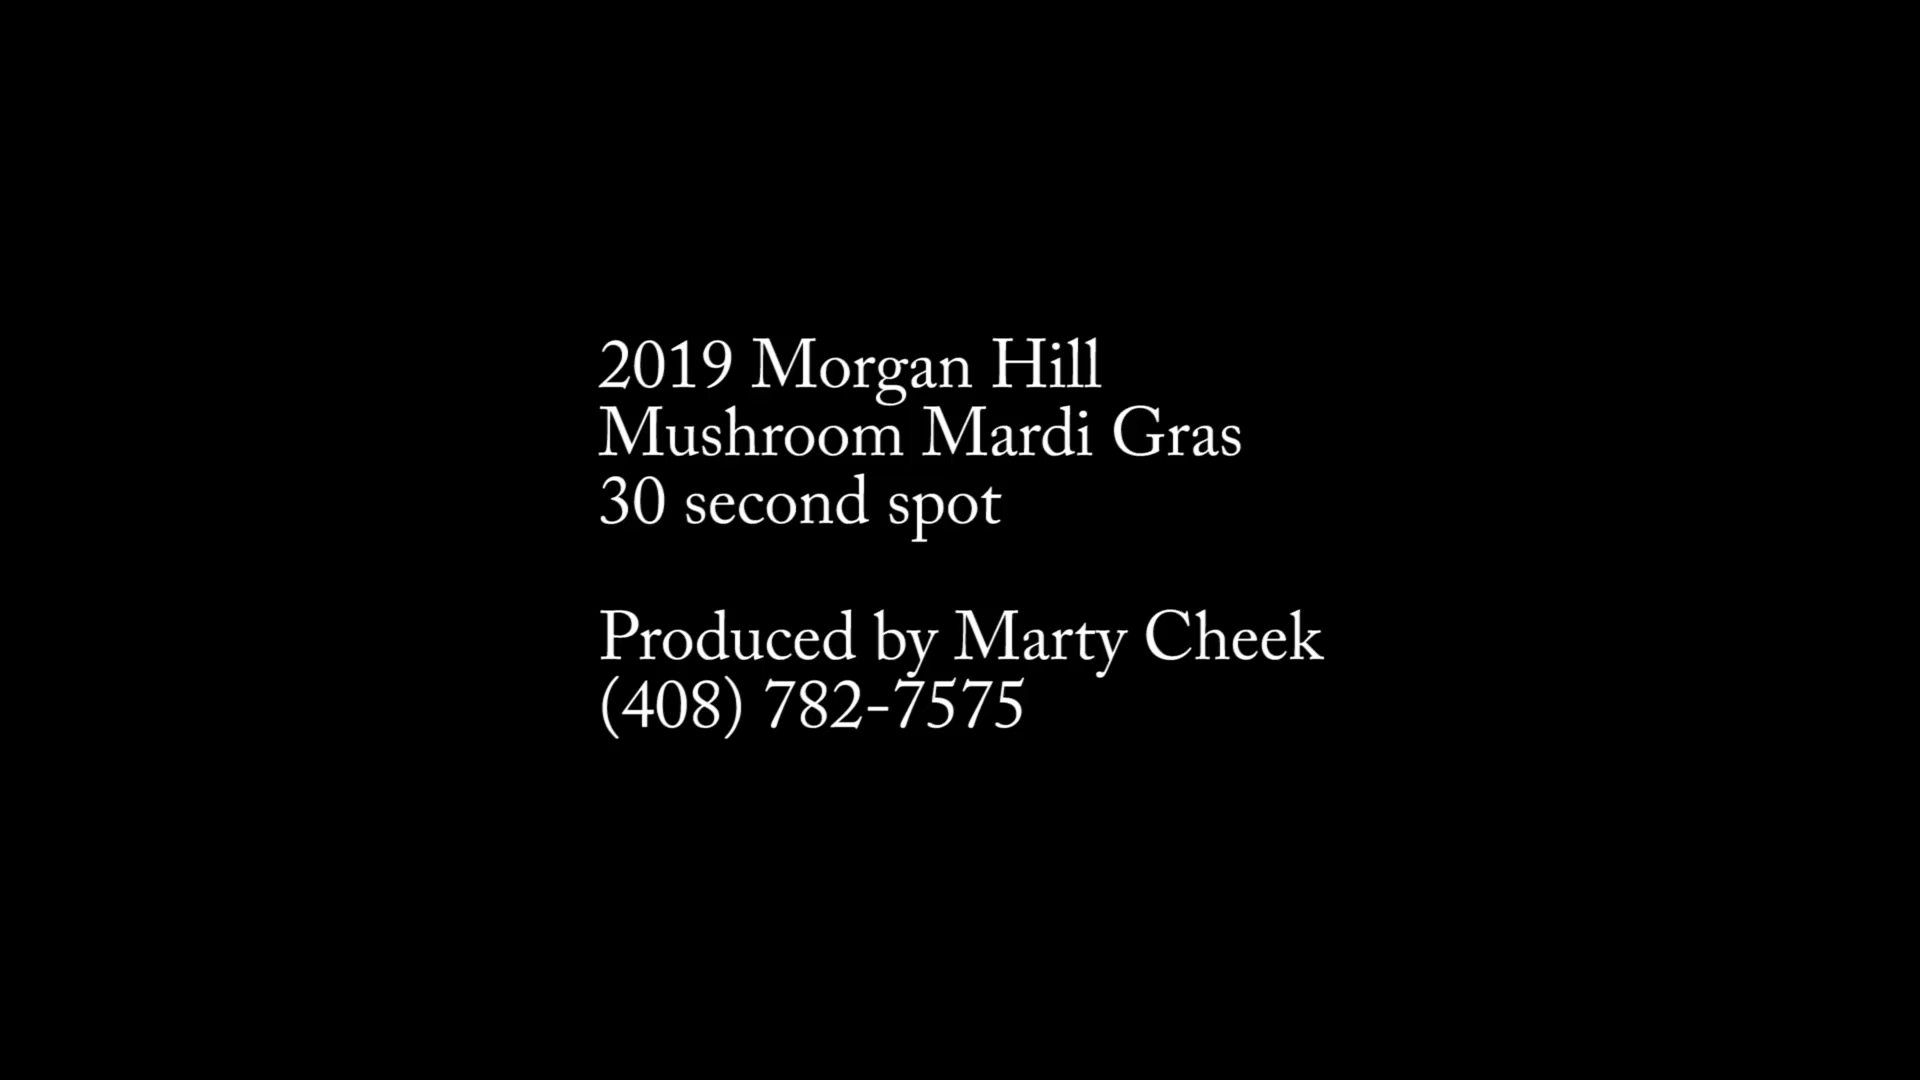 2019 Morgan Hill
Mushroom Mardi Gras
30 second spot
Produced by Marty Cheek
(408) 782-7575